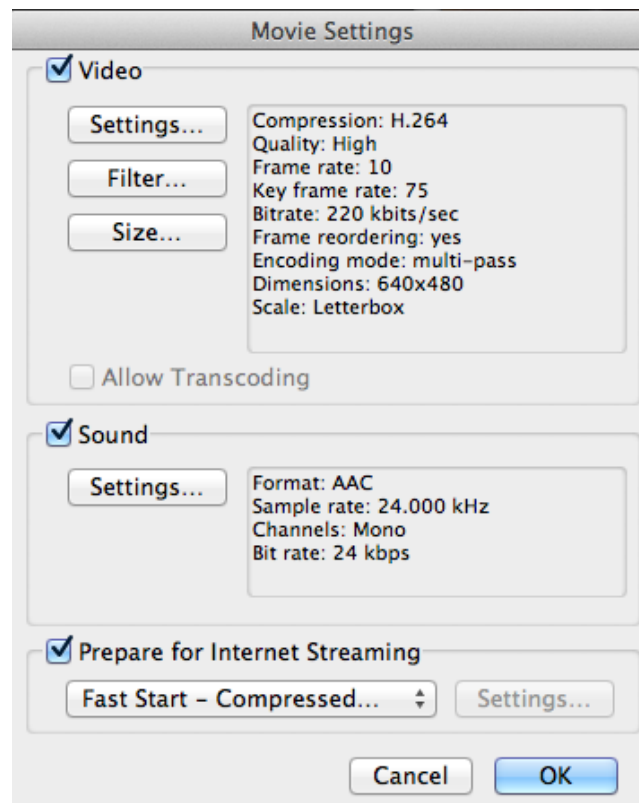 Movie Settings
Video
Settings...
Filter...
Size...
Compression: H.264
Quality: High
Frame rate: 10
Key frame rate: 75
Bitrate: 220 kbits/sec
Frame reordering: yes
Encoding mode: multi-pass
Dimensions: 640x480
Scale: Letterbox
Allow Transcoding
Sound
Settings...
Format: AAC
Sample rate: 24.000 kHz
Channels: Mono
Bit rate: 24 kbps
Prepare for Internet Streaming
Fast Start - Compressed...
Settings...
Cancel
OK